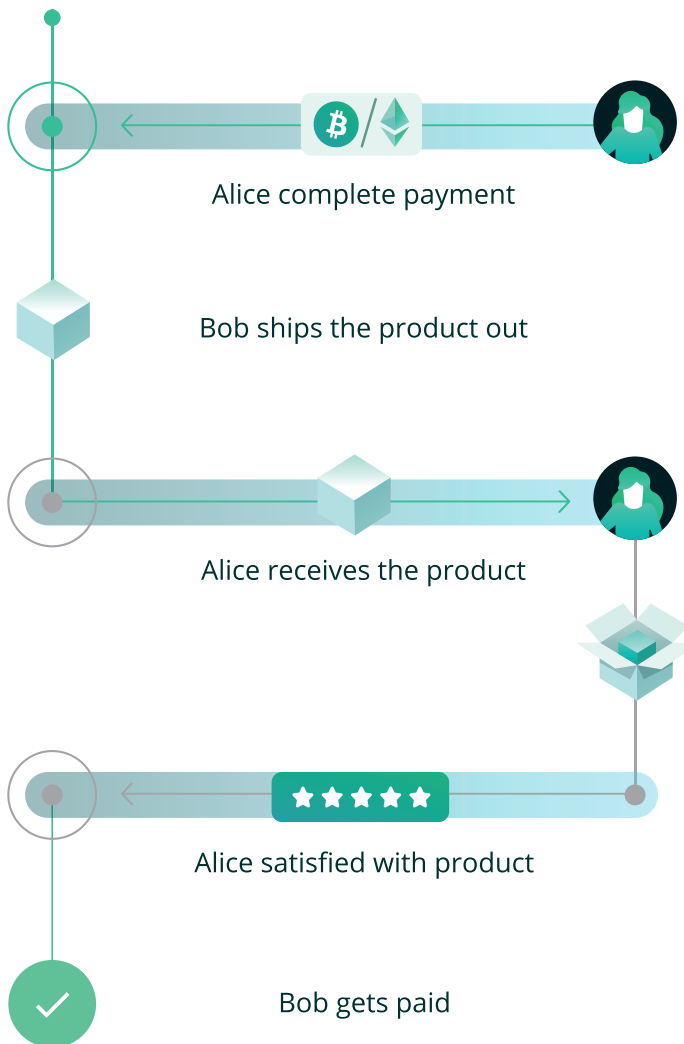 Alice complete payment
Bob ships the product out
Alice receives the product
Alice satisfied with product
Bob gets paid